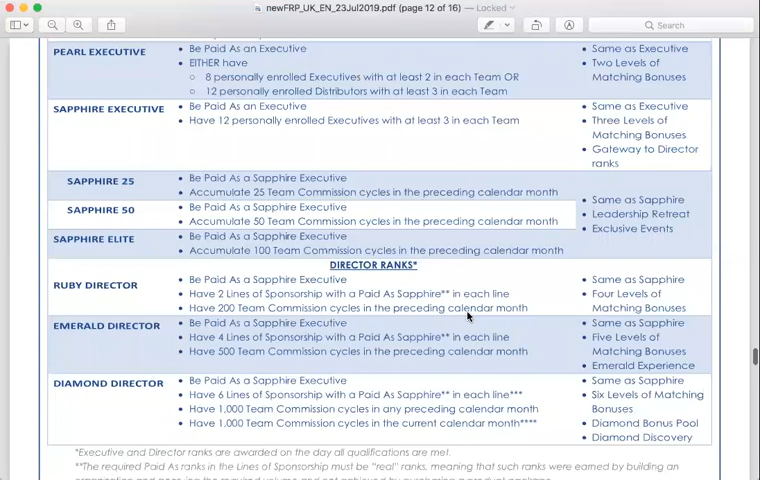 newFRP_UK_EN_23Jul2019.pdf (page 12 of 16) — Locked
Search
PEARL EXECUTIVE
• Be Paid As an Executive
• EITHER have
○ 8 personally enrolled Executives with at least 2 in each Team OR
○ 12 personally enrolled Distributors with at least 3 in each Team
• Same as Executive
• Two Levels of
Matching Bonuses
SAPPHIRE EXECUTIVE
• Be Paid As an Executive
• Have 12 personally enrolled Executives with at least 3 in each Team
• Same as Executive
• Three Levels of
Matching Bonuses
• Gateway to Director
ranks
SAPPHIRE 25
• Be Paid As a Sapphire Executive
• Accumulate 25 Team Commission cycles in the preceding calendar month
SAPPHIRE 50
• Be Paid As a Sapphire Executive
• Accumulate 50 Team Commission cycles in the preceding calendar month
SAPPHIRE ELITE
• Be Paid As a Sapphire Executive
• Accumulate 100 Team Commission cycles in the preceding calendar month
• Same as Sapphire
• Leadership Retreat
• Exclusive Events
DIRECTOR RANKS*
RUBY DIRECTOR
• Be Paid As a Sapphire Executive
• Have 2 Lines of Sponsorship with a Paid As Sapphire** in each line
• Have 200 Team Commission cycles in the preceding calendar month
• Same as Sapphire
• Four Levels of
Matching Bonuses
EMERALD DIRECTOR
• Be Paid As a Sapphire Executive
• Have 4 Lines of Sponsorship with a Paid As Sapphire** in each line
• Have 500 Team Commission cycles in the preceding calendar month
• Same as Sapphire
• Five Levels of
Matching Bonuses
• Emerald Experience
DIAMOND DIRECTOR
• Be Paid As a Sapphire Executive
• Have 6 Lines of Sponsorship with a Paid As Sapphire** in each line***
• Have 1,000 Team Commission cycles in any preceding calendar month
• Have 1,000 Team Commission cycles in the current calendar month****
• Same as Sapphire
• Six Levels of Matching
Bonuses
• Diamond Bonus Pool
• Diamond Discovery
*Executive and Director ranks are awarded on the day all qualifications are met.
**The required Paid As ranks in the Lines of Sponsorship must be "real" ranks, meaning that such ranks were earned by building an